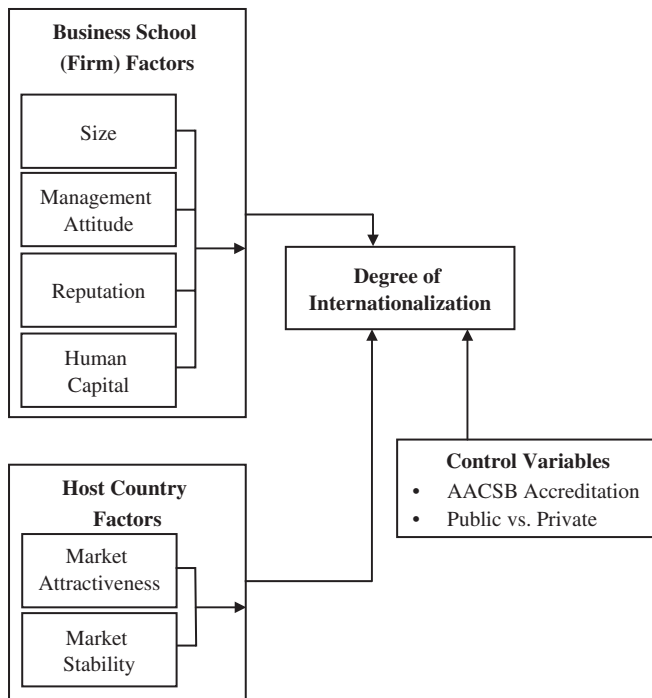 Business School
(Firm) Factors
Size
Management
Attitude
Reputation
Human
Capital
Degree of
Internationalization
Control Variables
• AACSB Accreditation
• Public vs. Private
Host Country
Factors
Market
Attractiveness
Market
Stability